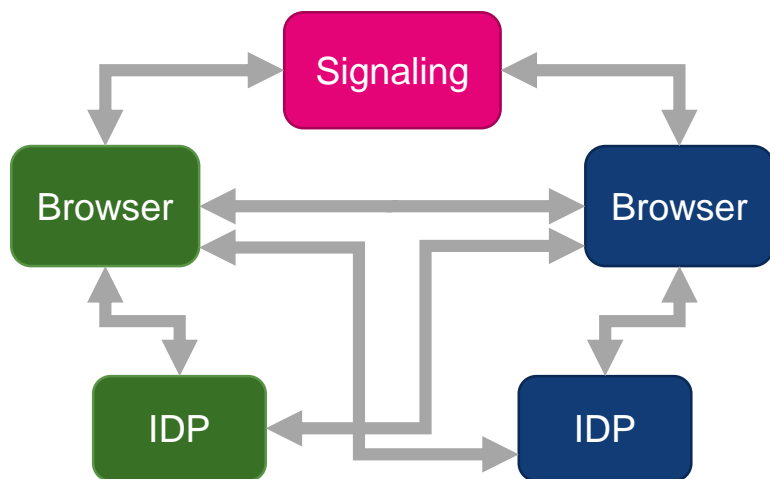 Signaling
Browser
Browser
IDP
IDP